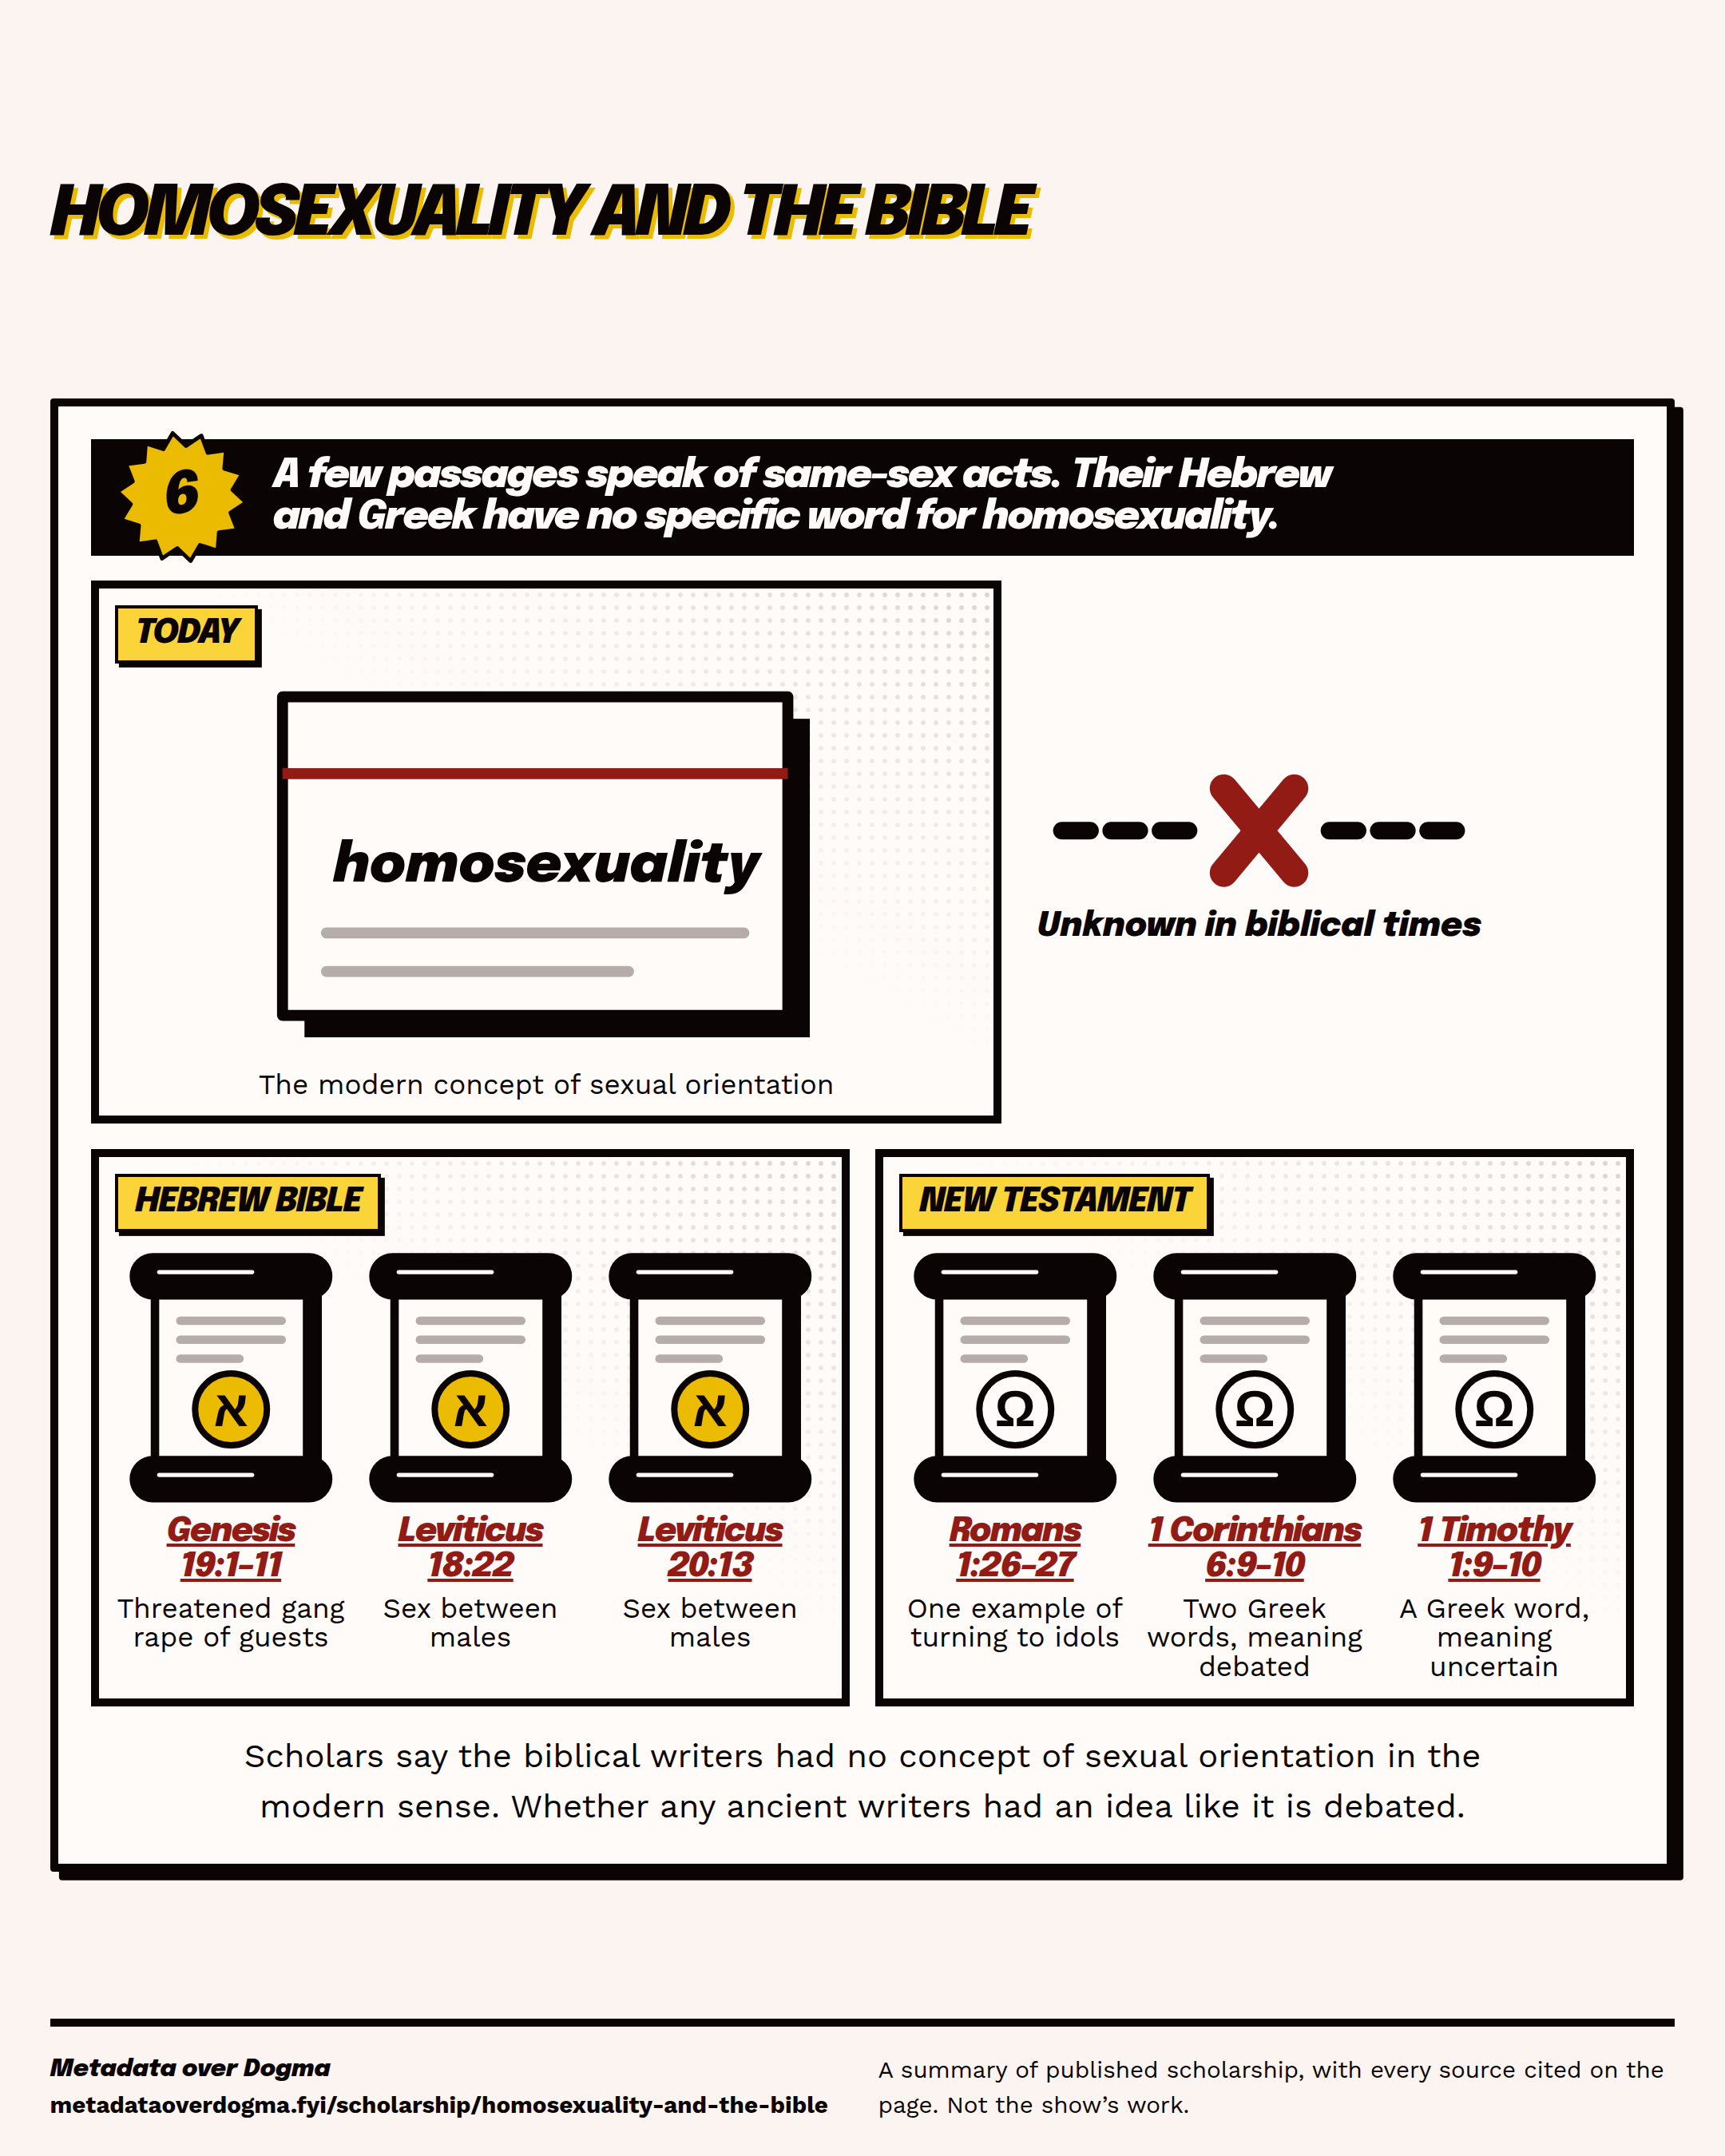 HOMOSEXUALITY AND THE BIBLE
6
A few passages speak of same-sex acts. Their Hebrew
and Greek have no specific word for homosexuality.
TODAY
homosexuality
The modern concept of sexual orientation
Unknown in biblical times
HEBREW BIBLE
א
א
א
Genesis
19:1–11
Threatened gang
rape of guests
Leviticus
18:22
Sex between
males
Leviticus
20:13
Sex between
males
NEW TESTAMENT
Ω
Ω
Ω
Romans
1:26–27
One example of
turning to idols
1 Corinthians
6:9–10
Two Greek
words, meaning
debated
1 Timothy
1:9–10
A Greek word,
meaning
uncertain
Scholars say the biblical writers had no concept of sexual orientation in the
modern sense. Whether any ancient writers had an idea like it is debated.
Metadata over Dogma
metadataoverdogma.fyi/scholarship/homosexuality-and-the-bible
A summary of published scholarship, with every source cited on the
page. Not the show’s work.